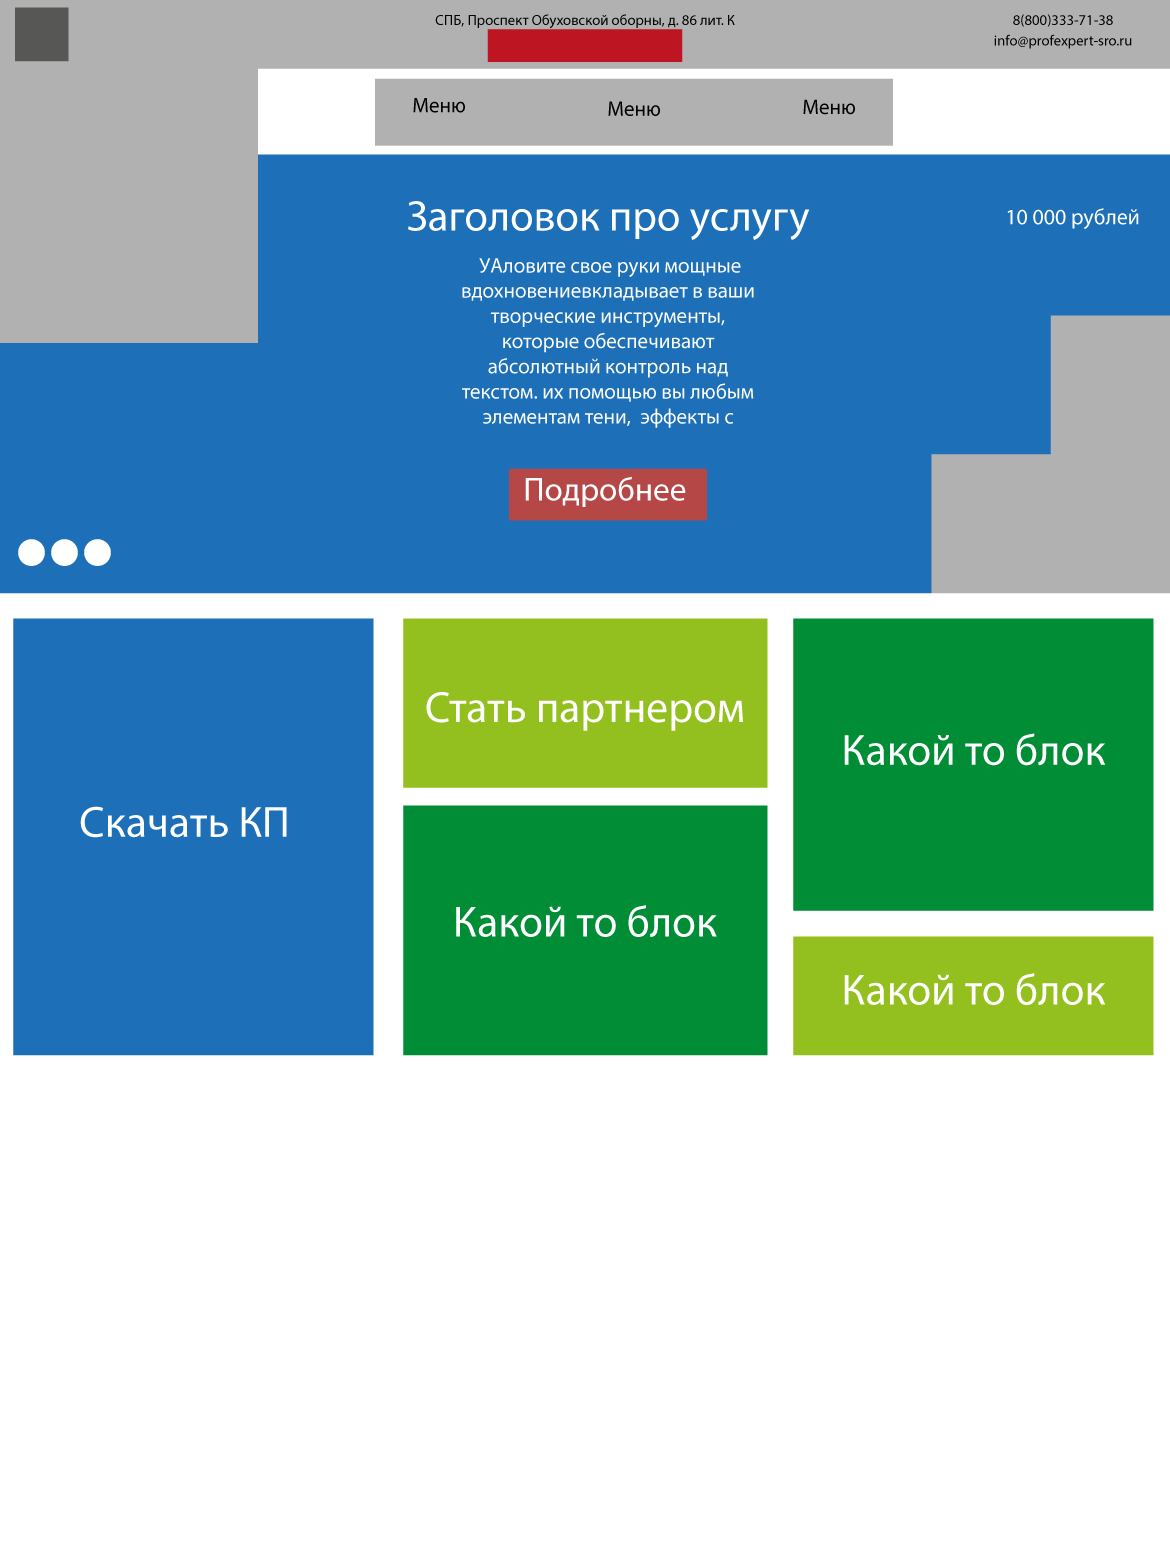 СПБ, Проспект Обуховской оборны, д. 86 лит. К
8(800)333-71-38
info@profexpert-sro.ru
Меню
Меню
Меню
Заголовок про услугу
10 000 рублей
УАловите свое руки мощные
вдохновениевкладывает в ваши
творческие инструменты,
которые обеспечивают
абсолютный контроль над
текстом. их помощью вы любым
элементам тени, эффекты с
Подробнее
Скачать КП
Стать партнером
Какой то блок
Какой то блок
Какой то блок